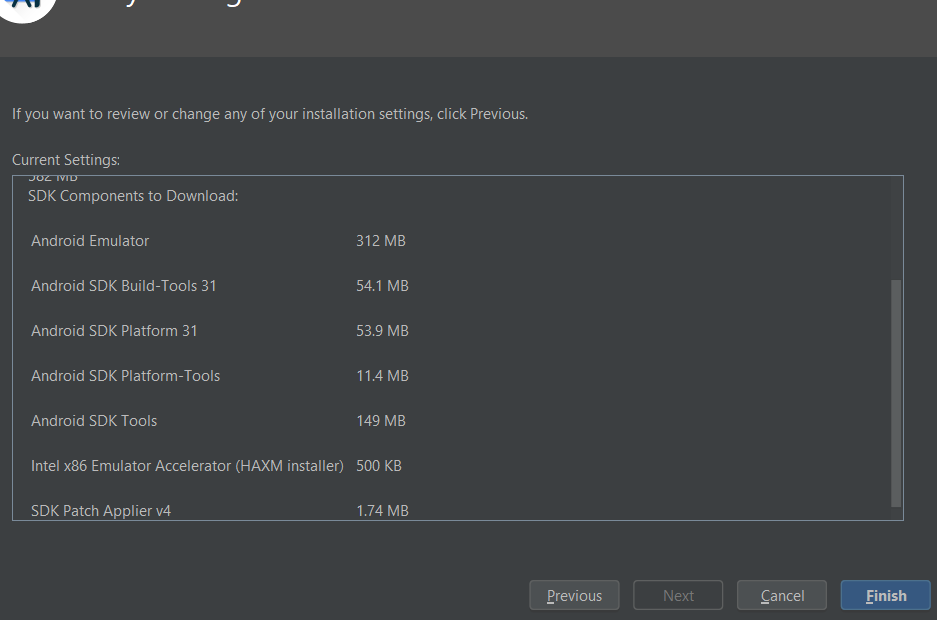 If you want to review or change any of your installation settings, click Previous.
Current Settings:
582 MB
SDK Components to Download:
Android Emulator 312 MB
Android SDK Build-Tools 31 54.1 MB
Android SDK Platform 31 53.9 MB
Android SDK Platform-Tools 11.4 MB
Android SDK Tools 149 MB
Intel x86 Emulator Accelerator (HAXM installer) 500 KB
SDK Patch Applier v4 1.74 MB
Previous Next Cancel Finish